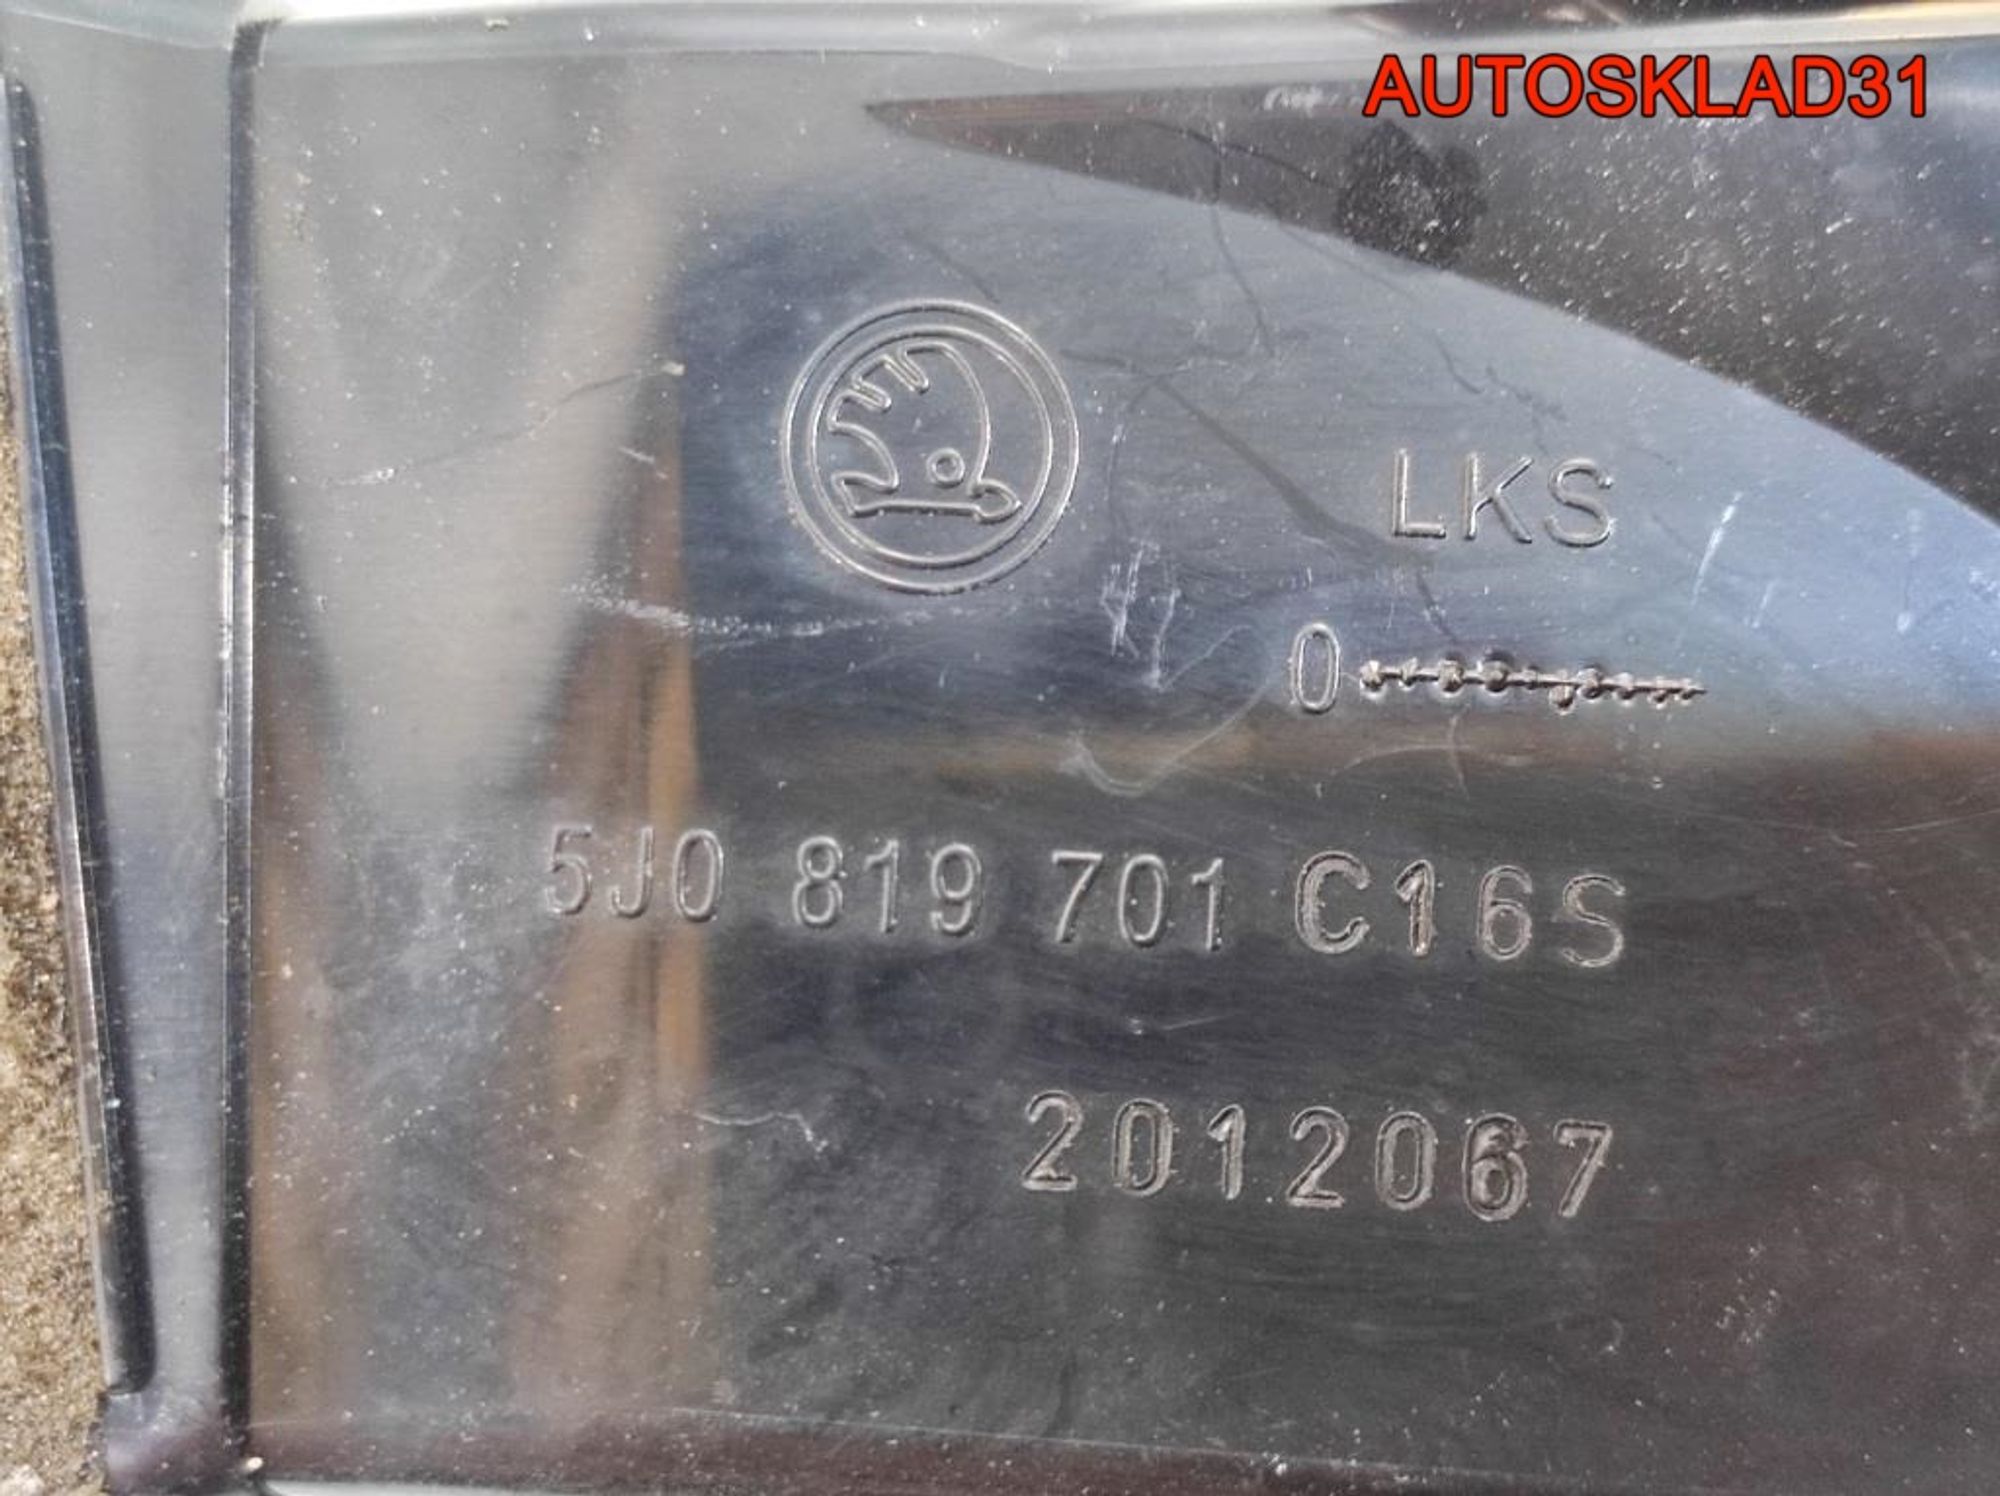 AUTOSKLAD31
LKS
0
5J0 819 701 C16S
2012067